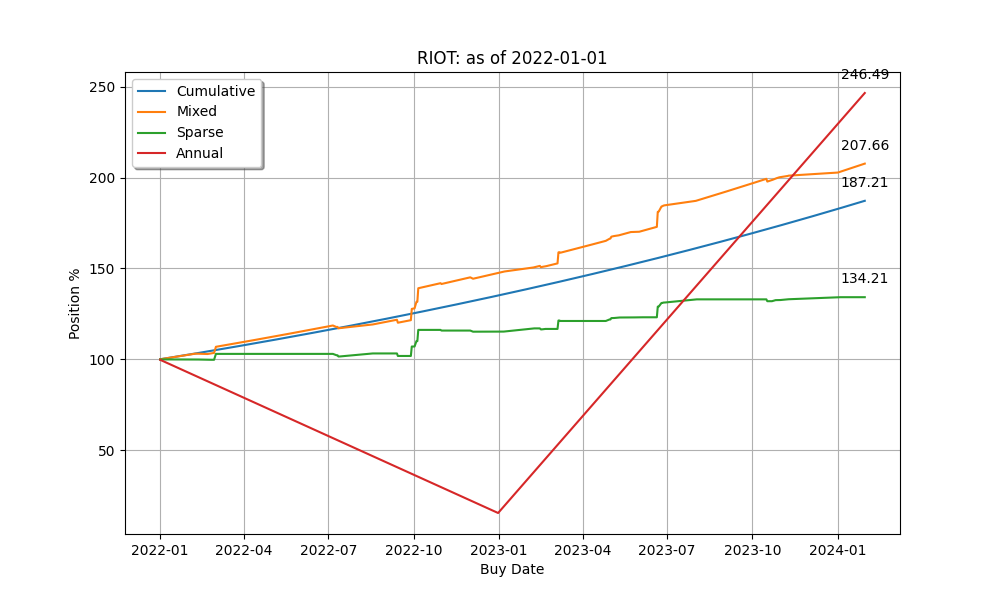 RIOT: as of 2022-01-01
Cumulative
Mixed
Sparse
Annual
246.49
207.66
187.21
134.21
250
200
150
100
50
Position %
2022-01 2022-04 2022-07 2022-10 2023-01 2023-04 2023-07 2023-10 2024-01
Buy Date